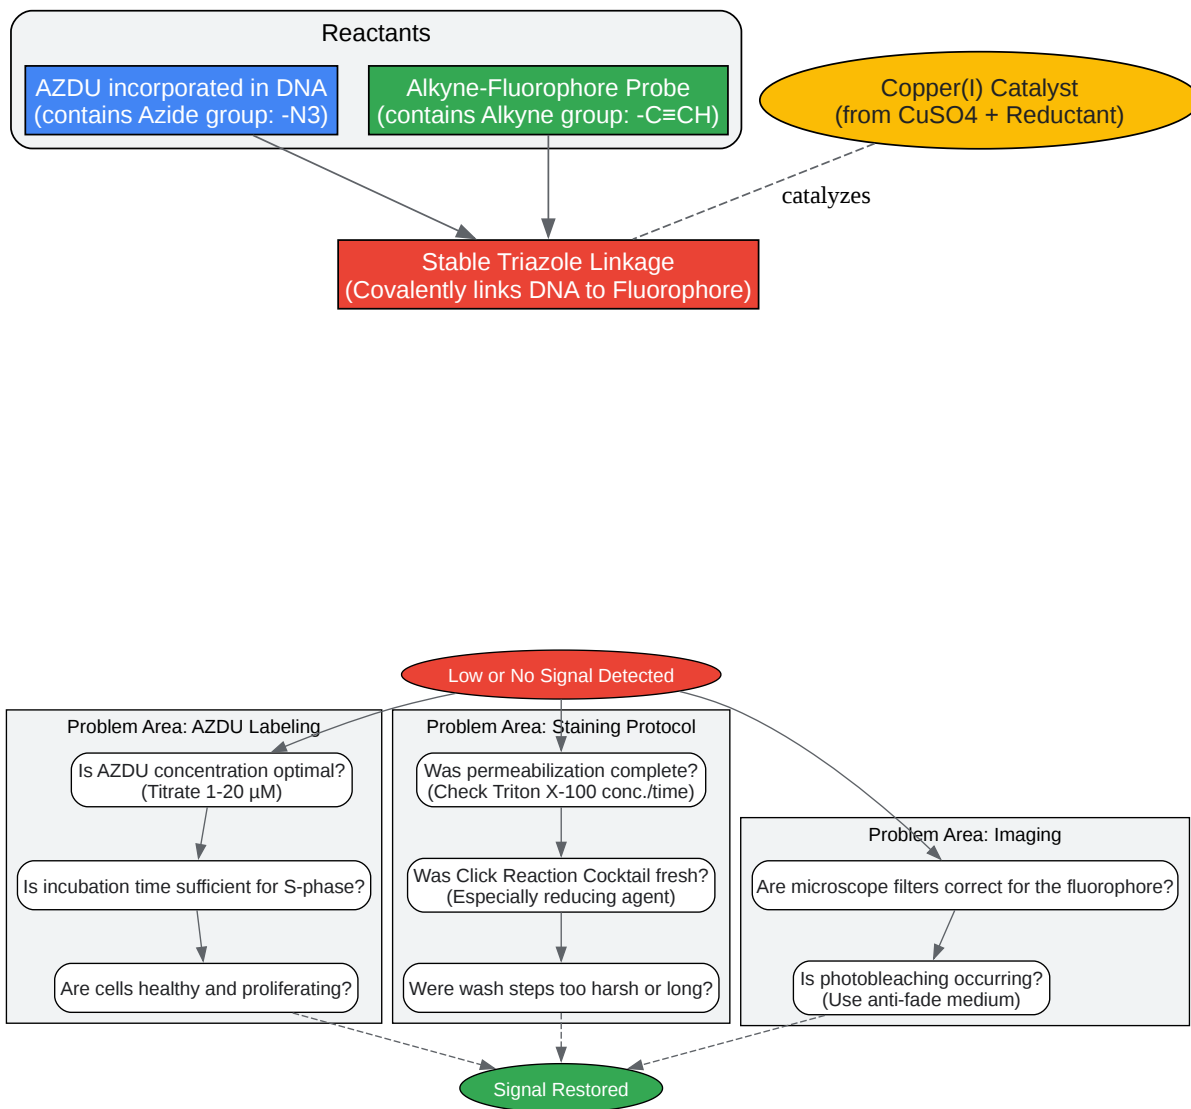 Reactants
AZDU incorporated in DNA
(contains Azide group: -N3)
Alkyne-Fluorophore Probe
(contains Alkyne group: -C≡CH)
Copper(I) Catalyst
(from CuSO4 + Reductant)
catalyzes
Stable Triazole Linkage
(Covalently links DNA to Fluorophore)
Low or No Signal Detected
Problem Area: AZDU Labeling
Is AZDU concentration optimal?
(Titrate 1-20 µM)
Is incubation time sufficient for S-phase?
Are cells healthy and proliferating?
Problem Area: Staining Protocol
Was permeabilization complete?
(Check Triton X-100 conc./time)
Was Click Reaction Cocktail fresh?
(Especially reducing agent)
Were wash steps too harsh or long?
Problem Area: Imaging
Are microscope filters correct for the fluorophore?
Is photobleaching occurring?
(Use anti-fade medium)
Signal Restored